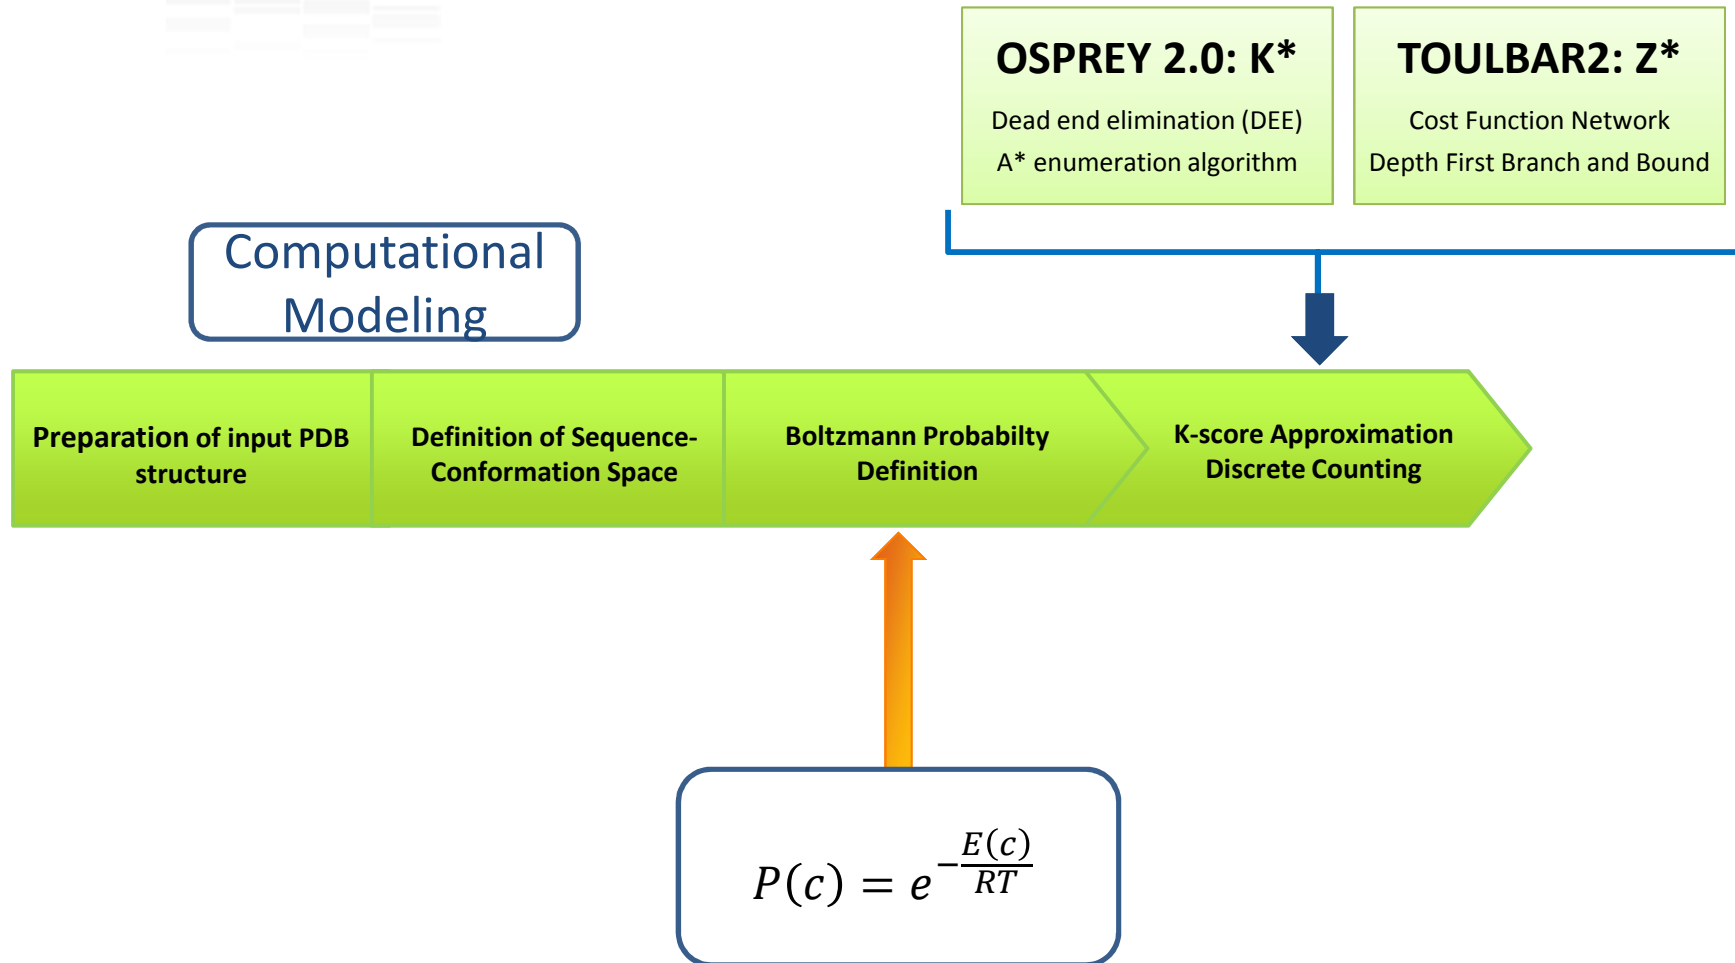 OSPREY 2.0: K*
Dead end elimination (DEE)
A* enumeration algorithm
TOULBAR2: Z*
Cost Function Network
Depth First Branch and Bound
Computational
Modeling
Preparation of input PDB
structure
Definition of Sequence-
Conformation Space
Boltzmann Probabilty
Definition
K-score Approximation
Discrete Counting
P(c) = e^{-\frac{E(c)}{RT}}